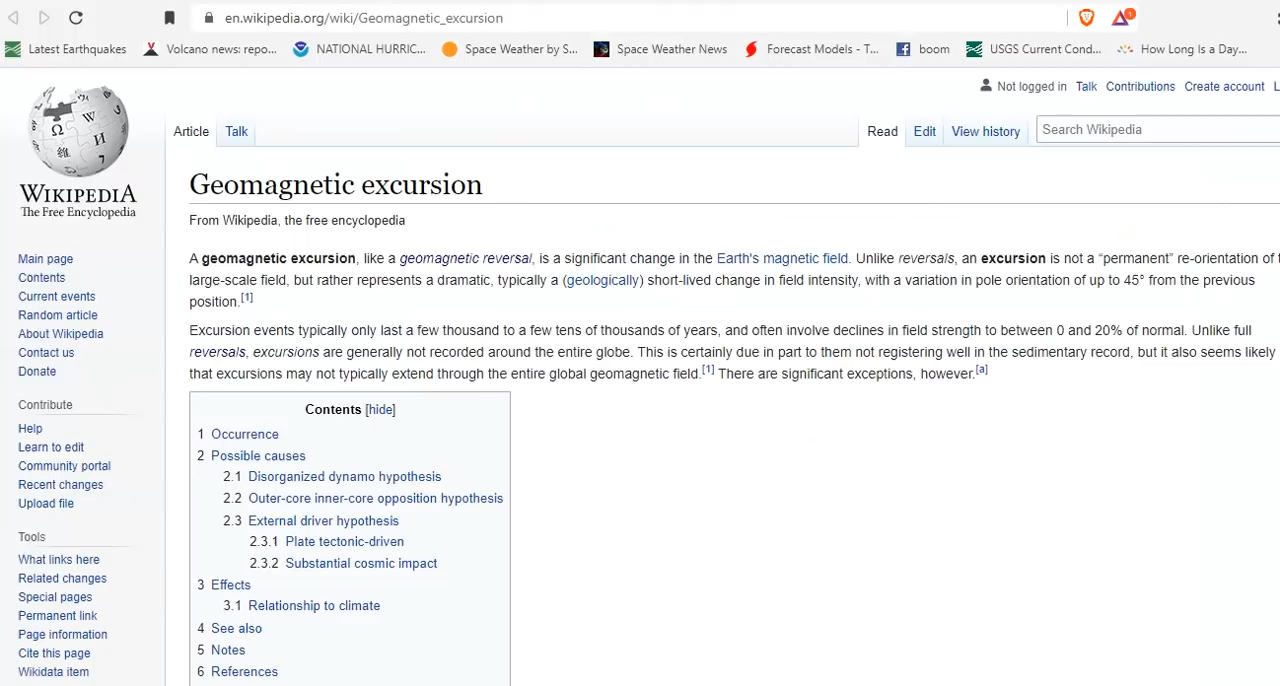 en.wikipedia.org/wiki/Geomagnetic_excursion
1
Latest Earthquakes
Volcano news: repo...
NATIONAL HURRIC...
Space Weather by S...
Space Weather News
Forecast Models - T...
boom
USGS Current Cond...
How Long Is a Day...
Not logged in Talk Contributions Create account L
Article Talk
Read Edit View history
Search Wikipedia
WIKIPEDIA
The Free Encyclopedia
Main page
Contents
Current events
Random article
About Wikipedia
Contact us
Donate
Contribute
Help
Learn to edit
Community portal
Recent changes
Upload file
Tools
What links here
Related changes
Special pages
Permanent link
Page information
Cite this page
Wikidata item
Geomagnetic excursion
From Wikipedia, the free encyclopedia
A geomagnetic excursion, like a geomagnetic reversal, is a significant change in the Earth's magnetic field. Unlike reversals, an excursion is not a “permanent” re-orientation of t
large-scale field, but rather represents a dramatic, typically a (geologically) short-lived change in field intensity, with a variation in pole orientation of up to 45° from the previous
position.[1]
Excursion events typically only last a few thousand to a few tens of thousands of years, and often involve declines in field strength to between 0 and 20% of normal. Unlike full
reversals, excursions are generally not recorded around the entire globe. This is certainly due in part to them not registering well in the sedimentary record, but it also seems likely
that excursions may not typically extend through the entire global geomagnetic field.[1] There are significant exceptions, however.[a]
Contents [hide]
1 Occurrence
2 Possible causes
2.1 Disorganized dynamo hypothesis
2.2 Outer-core inner-core opposition hypothesis
2.3 External driver hypothesis
2.3.1 Plate tectonic-driven
2.3.2 Substantial cosmic impact
3 Effects
3.1 Relationship to climate
4 See also
5 Notes
6 References